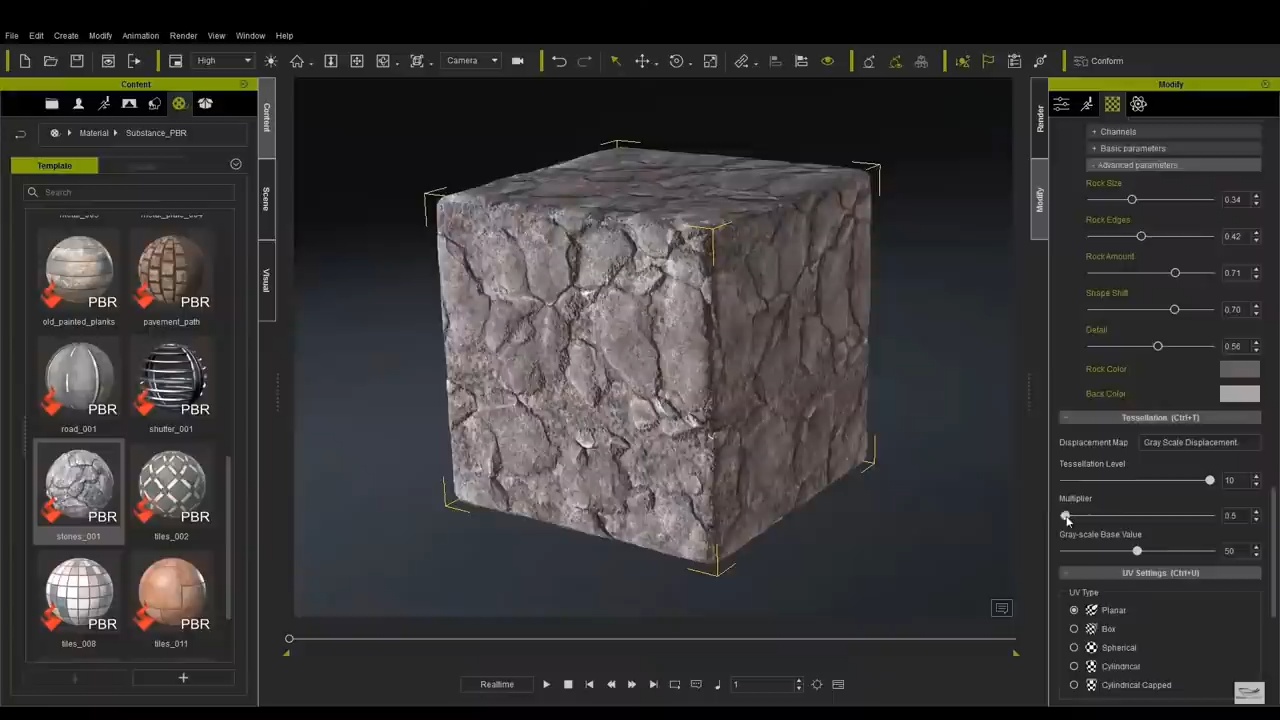 File Edit Create Modify Animation Render View Window Help
High
Camera
Conform
Content
Modify
Material Substance_PBR
Template
Search
Content
Scene
Visual
Render
Modify
PBR PBR
old_painted_planks pavement_path
PBR PBR
road_001 shutter_001
PBR PBR
stones_001 tiles_002
PBR PBR
tiles_008 tiles_011
+ Channels
+ Basic parameters
- Advanced parameters
Rock Size
0.34
Rock Edges
0.42
Rock Amount
0.71
Shape Shift
0.70
Detail
0.56
Rock Color
Back Color
Tessellation (Ctrl+T)
Displacement Map Gray Scale Displacement
Tessellation Level
10
Multiplier
0.5
Gray-scale Base Value
50
UV Settings (Ctrl+U)
UV Type
Planar
Box
Spherical
Cylindrical
Cylindrical Capped
Realtime
1